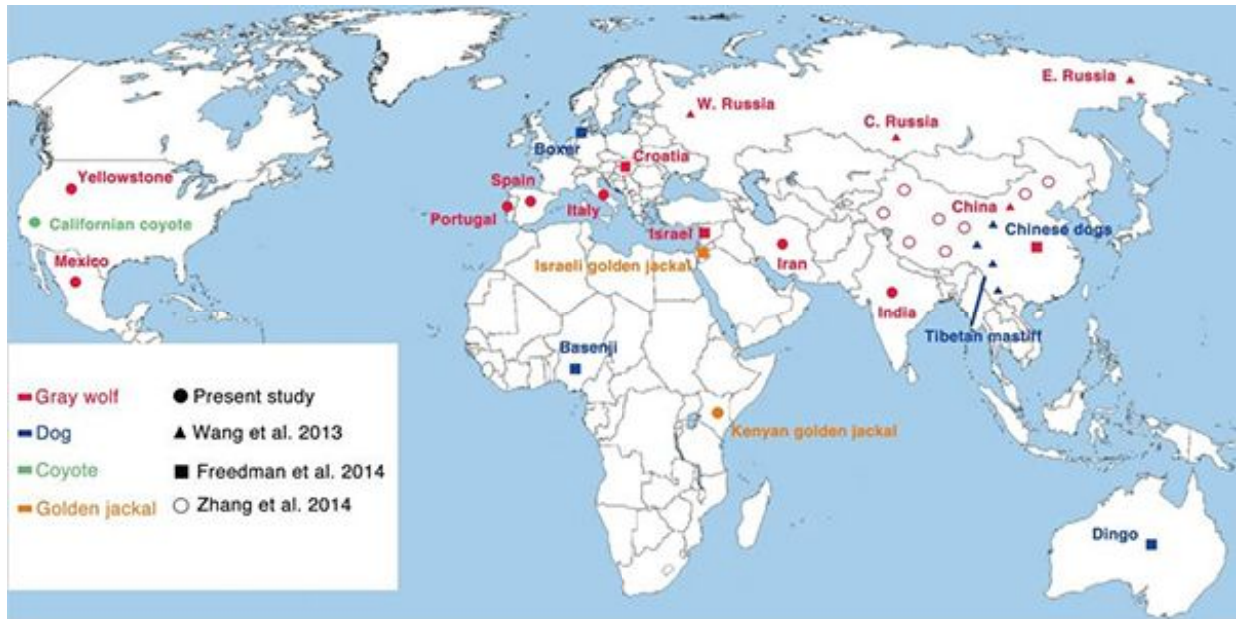 E. Russia
W. Russia
C. Russia
Boxer
Croatia
Yellowstone
Spain
China
Californian coyote
Portugal
Italy
Israel
Chinese dogs
Mexico
Israeli golden jackal
Iran
India
Tibetan mastiff
Basenji
Kenyan golden jackal
Dingo
Gray wolf
Present study
Dog
Wang et al. 2013
Coyote
Freedman et al. 2014
Golden jackal
Zhang et al. 2014